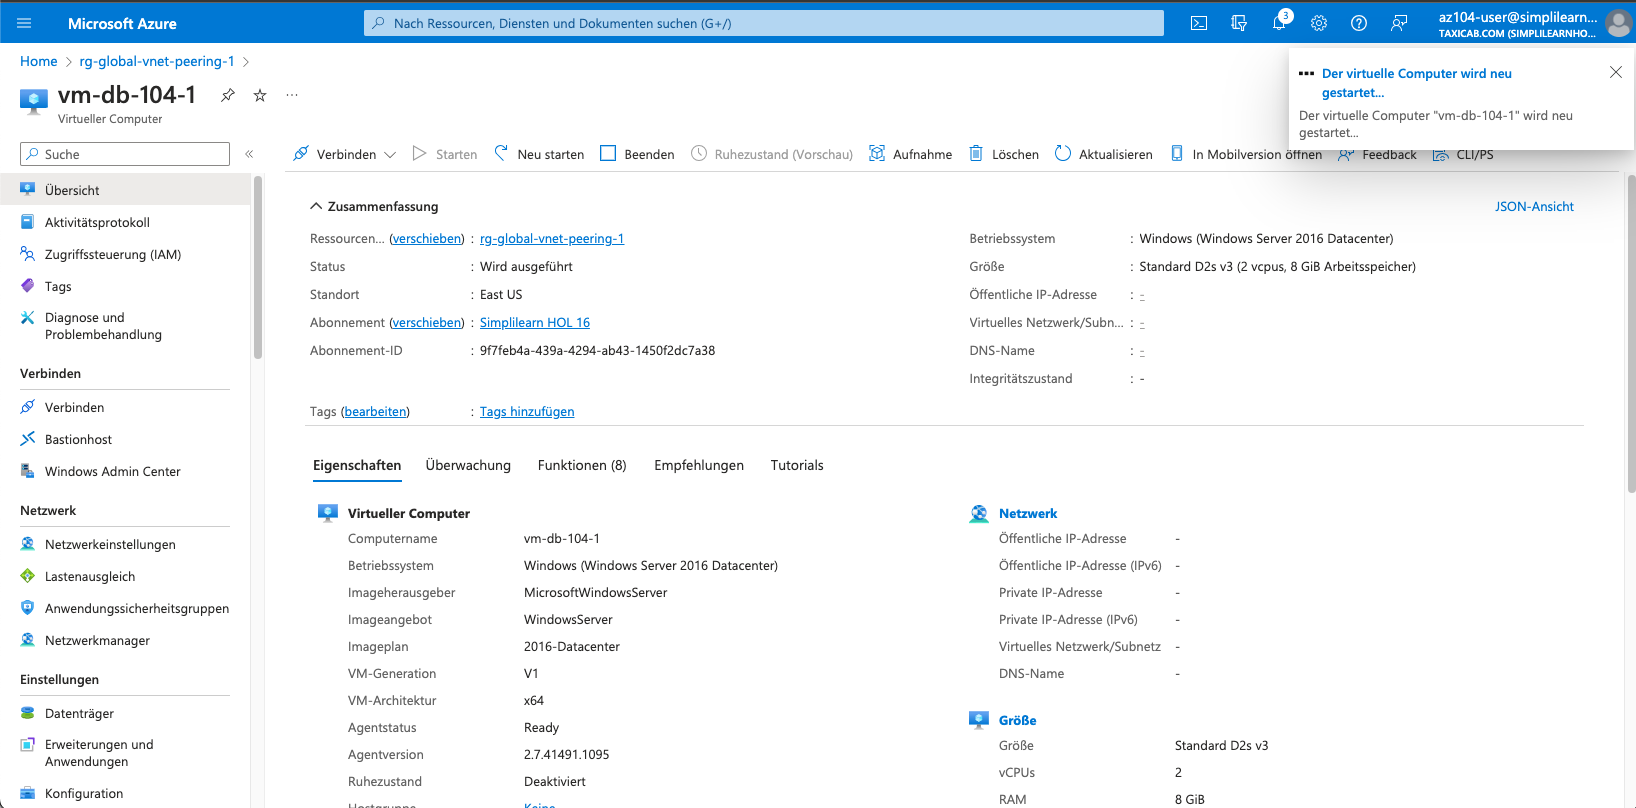 Microsoft Azure
Nach Ressourcen, Diensten und Dokumenten suchen (G+/)
3
az104-user@simplilearn...
TAXICAB.COM (SIMPLILEARNHO...
Home > rg-global-vnet-peering-1 >
vm-db-104-1
Virtueller Computer
Der virtuelle Computer wird neu
gestartet...
Der virtuelle Computer "vm-db-104-1" wird neu
gestartet...
Suche
Verbinden Starten Neu starten Beenden Ruhezustand (Vorschau) Aufnahme Löschen Aktualisieren In Mobilversion öffnen Feedback CLI/PS
Übersicht
Aktivitätsprotokoll
Zugriffssteuerung (IAM)
Tags
Diagnose und
Problembehandlung
Verbinden
Verbinden
Bastionhost
Windows Admin Center
Netzwerk
Netzwerkeinstellungen
Lastenausgleich
Anwendungssicherheitsgruppen
Netzwerkmanager
Einstellungen
Datenträger
Erweiterungen und
Anwendungen
Konfiguration
Zusammenfassung
JSON-Ansicht
Ressourcen... (verschieben) : rg-global-vnet-peering-1
Status : Wird ausgeführt
Standort : East US
Abonnement (verschieben) : Simplilearn HOL 16
Abonnement-ID : 9f7feb4a-439a-4294-ab43-1450f2dc7a38
Betriebssystem : Windows (Windows Server 2016 Datacenter)
Größe : Standard D2s v3 (2 vcpus, 8 GiB Arbeitsspeicher)
Öffentliche IP-Adresse : -
Virtuelles Netzwerk/Subn... : -
DNS-Name : -
Integritätszustand : -
Tags (bearbeiten) : Tags hinzufügen
Eigenschaften Überwachung Funktionen (8) Empfehlungen Tutorials
Virtueller Computer
Computername vm-db-104-1
Betriebssystem Windows (Windows Server 2016 Datacenter)
Imageherausgeber MicrosoftWindowsServer
Imageangebot WindowsServer
Imageplan 2016-Datacenter
VM-Generation V1
VM-Architektur x64
Agentstatus Ready
Agentversion 2.7.41491.1095
Ruhezustand Deaktiviert
Hostgruppe Keine
Netzwerk
Öffentliche IP-Adresse -
Öffentliche IP-Adresse (IPv6) -
Private IP-Adresse -
Private IP-Adresse (IPv6) -
Virtuelles Netzwerk/Subnetz -
DNS-Name -
Größe
Größe Standard D2s v3
vCPUs 2
RAM 8 GiB